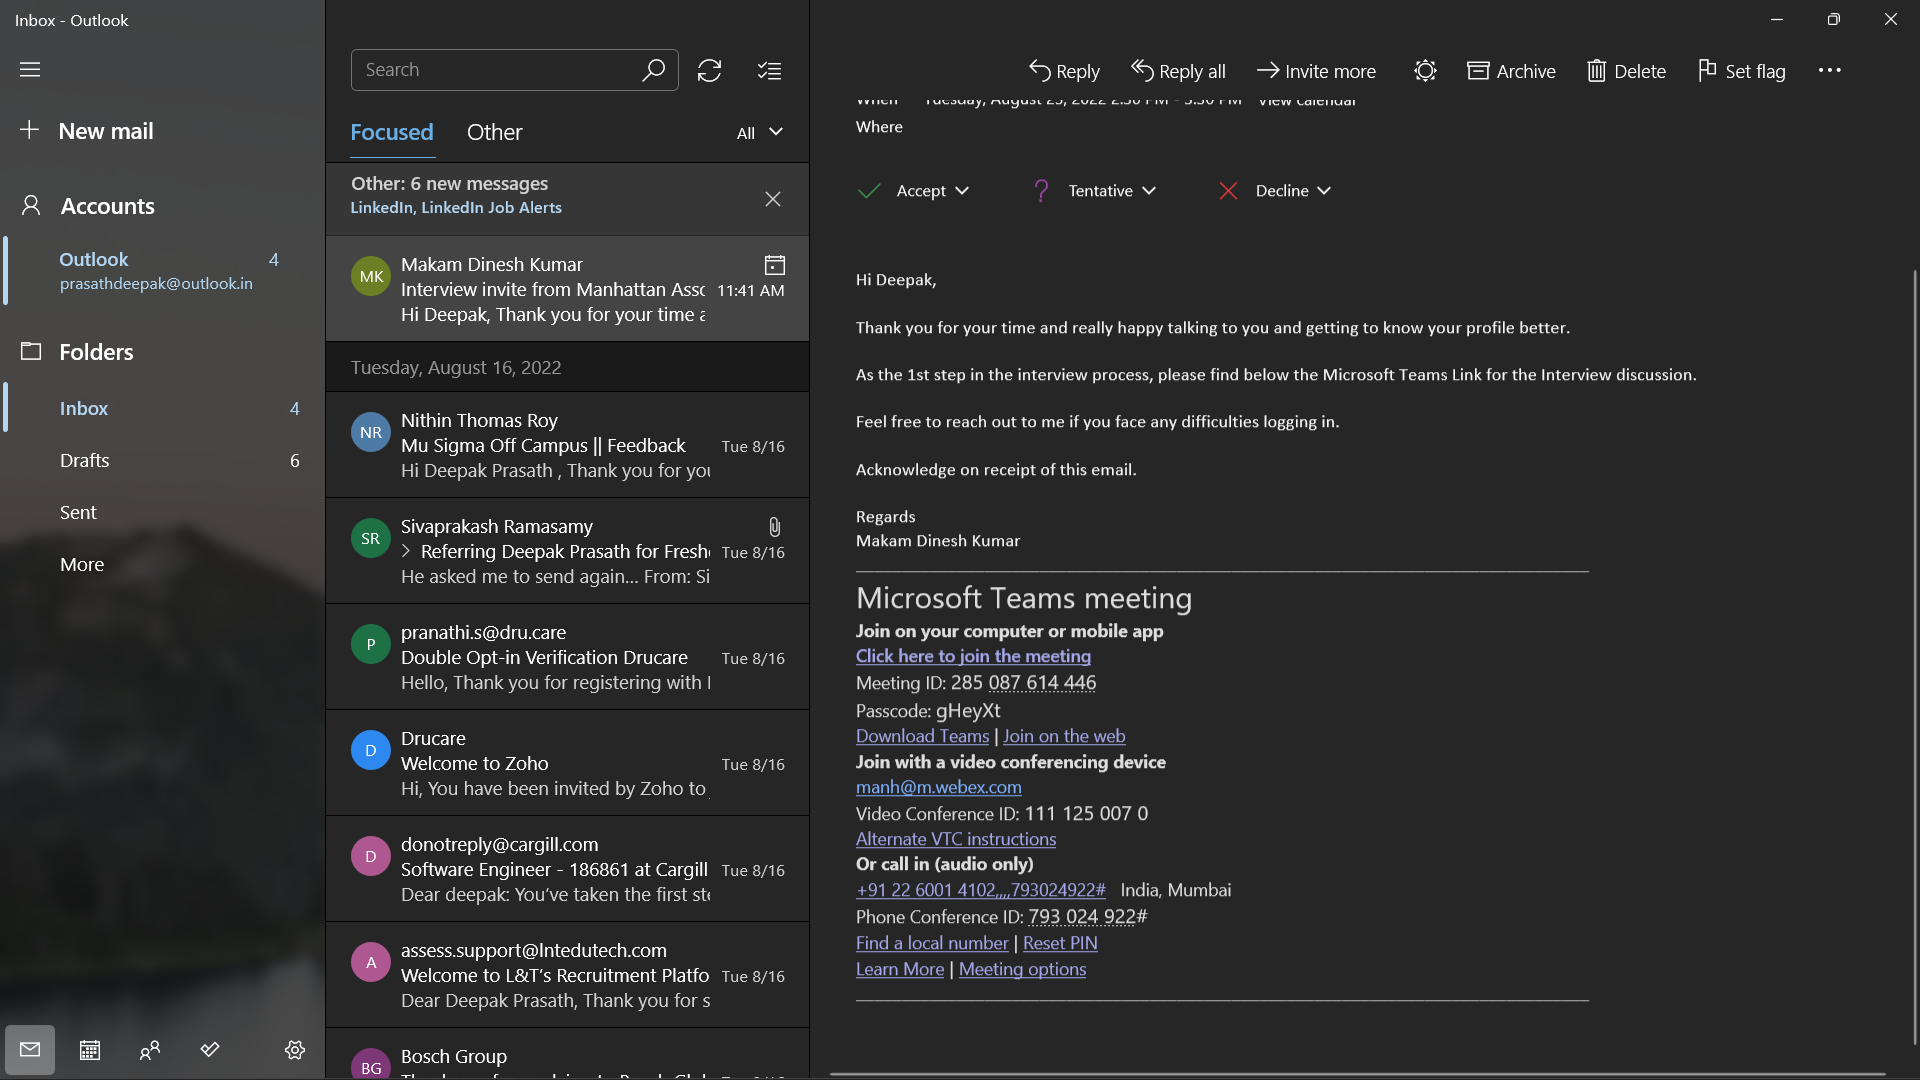 Inbox - Outlook
New mail
Accounts
Outlook 4
prasathdeepak@outlook.in
Folders
Inbox 4
Drafts 6
Sent
More
Search
Focused Other All
Other: 6 new messages
LinkedIn, LinkedIn Job Alerts
MK
Makam Dinesh Kumar
Interview invite from Manhattan Assc 11:41 AM
Hi Deepak, Thank you for your time a
Tuesday, August 16, 2022
NR
Nithin Thomas Roy
Mu Sigma Off Campus || Feedback Tue 8/16
Hi Deepak Prasath , Thank you for you
SR
Sivaprakash Ramasamy
> Referring Deepak Prasath for Freshe Tue 8/16
He asked me to send again... From: Si
P
pranathi.s@dru.care
Double Opt-in Verification Drucare Tue 8/16
Hello, Thank you for registering with
D
Drucare
Welcome to Zoho Tue 8/16
Hi, You have been invited by Zoho to
D
donotreply@cargill.com
Software Engineer - 186861 at Cargill Tue 8/16
Dear deepak: You've taken the first ste
A
assess.support@lntedutech.com
Welcome to L&T's Recruitment Platfo Tue 8/16
Dear Deepak Prasath, Thank you for s
BG
Bosch Group
Reply Reply all Invite more Archive Delete Set flag
When Tuesday, August 23, 2022 2:30 PM - 3:30 PM View calendar
Where
Accept Tentative Decline
Hi Deepak,
Thank you for your time and really happy talking to you and getting to know your profile better.
As the 1st step in the interview process, please find below the Microsoft Teams Link for the Interview discussion.
Feel free to reach out to me if you face any difficulties logging in.
Acknowledge on receipt of this email.
Regards
Makam Dinesh Kumar
Microsoft Teams meeting
Join on your computer or mobile app
Click here to join the meeting
Meeting ID: 285 087 614 446
Passcode: gHeyXt
Download Teams | Join on the web
Join with a video conferencing device
manh@m.webex.com
Video Conference ID: 111 125 007 0
Alternate VTC instructions
Or call in (audio only)
+91 22 6001 4102,,,,793024922# India, Mumbai
Phone Conference ID: 793 024 922#
Find a local number | Reset PIN
Learn More | Meeting options